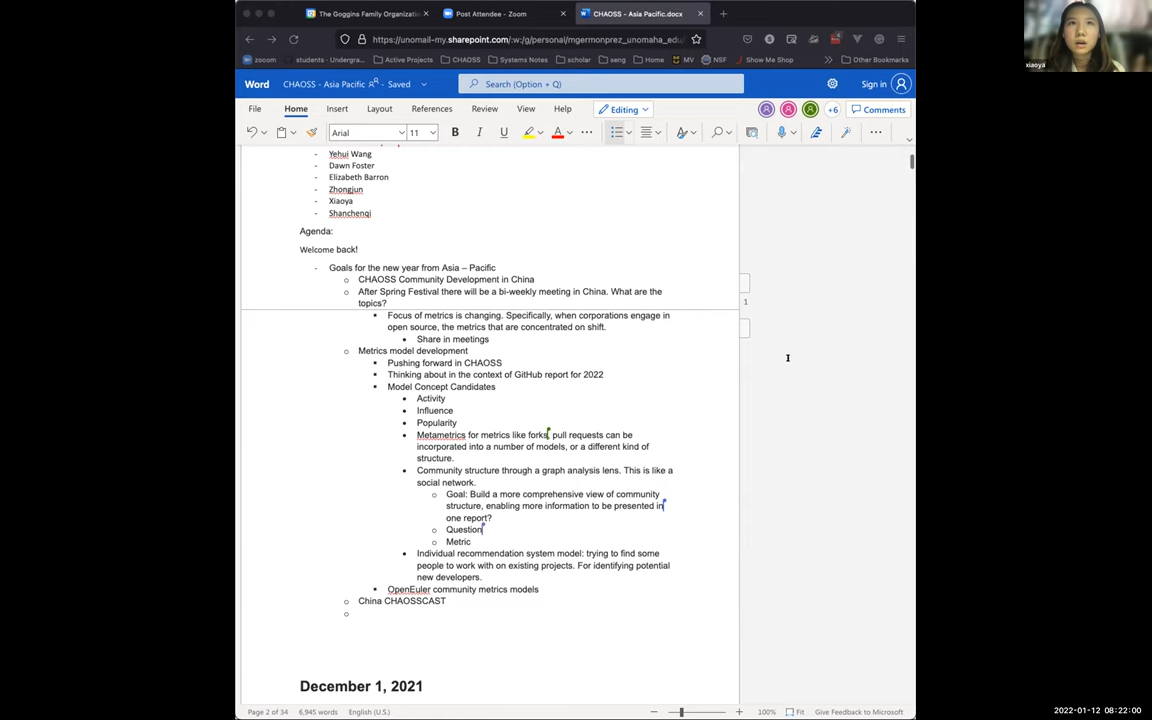 The Goggins Family Organizatio
Post Attendee - Zoom
CHAOSS - Asia Pacific.docx
https://unomail-my.sharepoint.com/:w:/g/personal/mgermonprez_unomaha_edu
zooom
students - Undergra...
Active Projects
CHAOSS
Systems Notes
scholar
seng
Home
MV
NSF
Show Me Shop
Other Bookmarks
Word
CHAOSS - Asia Pacific
- Saved
Search (Option + Q)
Sign in
File
Home
Insert
Layout
References
Review
View
Help
Editing
+6
Comments
Arial
11
B
I
U
A
- Yehui Wang
- Dawn Foster
- Elizabeth Barron
- Zhongjun
- Xiaoya
- Shanchenqi
Agenda:
Welcome back!
- Goals for the new year from Asia – Pacific
o CHAOSS Community Development in China
o After Spring Festival there will be a bi-weekly meeting in China. What are the
topics?
▪ Focus of metrics is changing. Specifically, when corporations engage in
open source, the metrics that are concentrated on shift.
• Share in meetings
o Metrics model development
▪ Pushing forward in CHAOSS
▪ Thinking about in the context of GitHub report for 2022
▪ Model Concept Candidates
• Activity
• Influence
• Popularity
• Metametrics for metrics like forks, pull requests can be
incorporated into a number of models, or a different kind of
structure.
• Community structure through a graph analysis lens. This is like a
social network.
o Goal: Build a more comprehensive view of community
structure, enabling more information to be presented in
one report?
o Question
o Metric
• Individual recommendation system model: trying to find some
people to work with on existing projects. For identifying potential
new developers.
▪ OpenEuler community metrics models
o China CHAOSSCAST
o
December 1, 2021
1
Page 2 of 34
6,945 words
English (U.S.)
100%
Fit
Give Feedback to Microsoft
xiaoya
2022-01-12 08:22:00